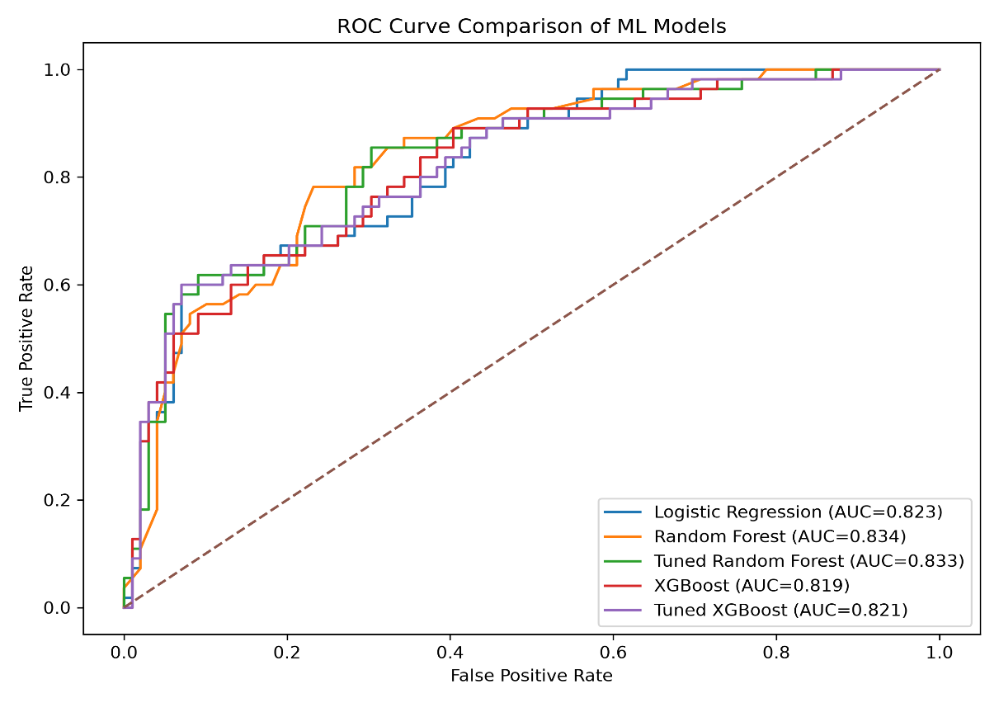 ROC Curve Comparison of ML Models
True Positive Rate
1.0
0.8
0.6
0.4
0.2
0.0
Logistic Regression (AUC=0.823)
Random Forest (AUC=0.834)
Tuned Random Forest (AUC=0.833)
XGBoost (AUC=0.819)
Tuned XGBoost (AUC=0.821)
0.0 0.2 0.4 0.6 0.8 1.0
False Positive Rate